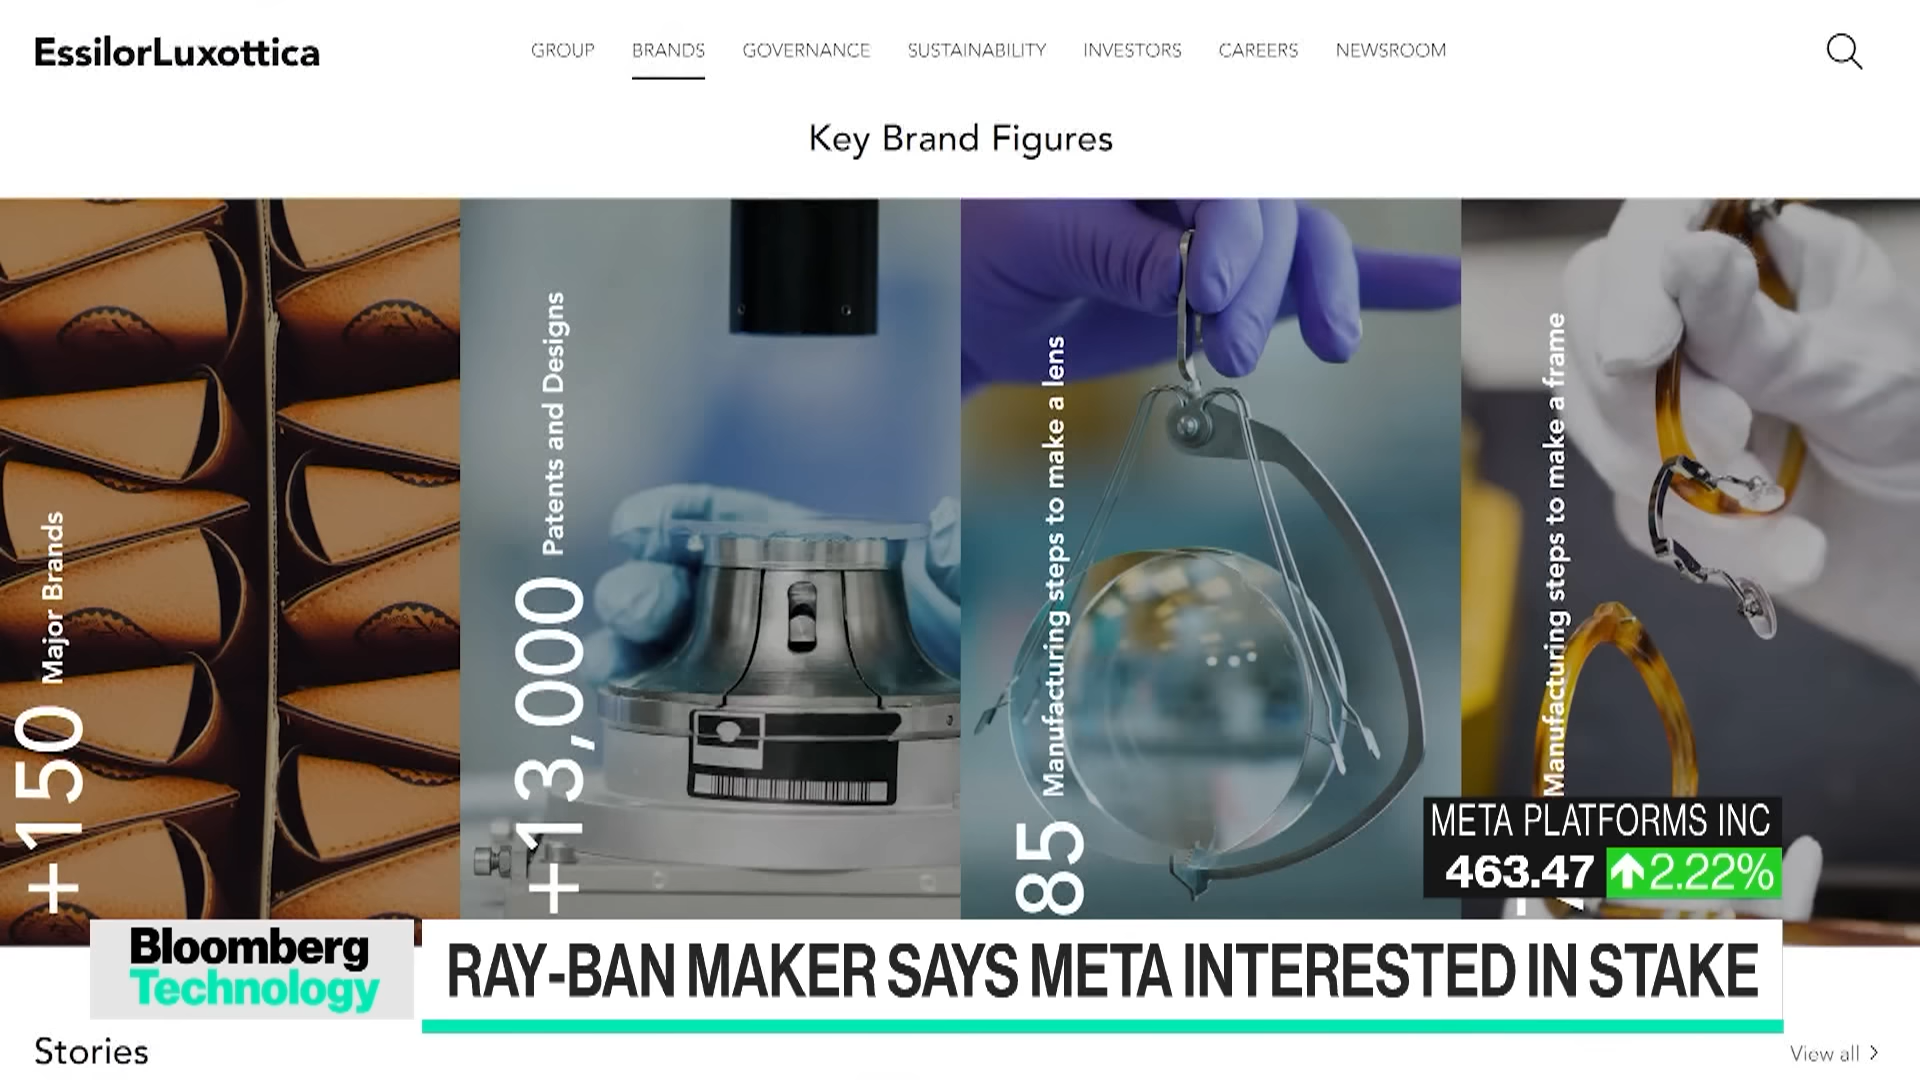 EssilorLuxottica
GROUP BRANDS GOVERNANCE SUSTAINABILITY INVESTORS CAREERS NEWSROOM
Key Brand Figures
+150 Major Brands
+13,000 Patents and Designs
85 Manufacturing steps to make a lens
Manufacturing steps to make a frame
META PLATFORMS INC
463.47 2.22%
Bloomberg
Technology
RAY-BAN MAKER SAYS META INTERESTED IN STAKE
Stories
View all